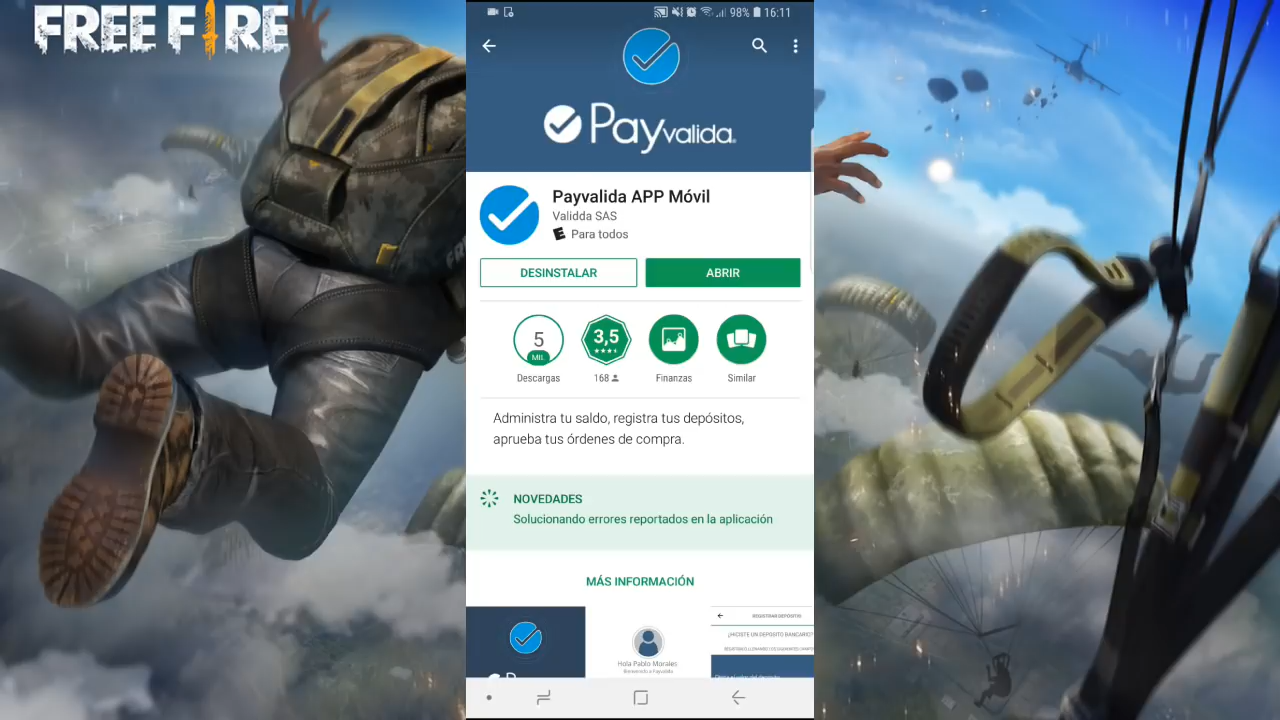 FREE FIRE
98% 16:11
Payvalida
Payvalida APP Móvil
Validda SAS
E Para todos
DESINSTALAR
ABRIR
5
MIL
Descargas
3,5
168
Finanzas
Similar
Administra tu saldo, registra tus depósitos,
aprueba tus órdenes de compra.
NOVEDADES
Solucionando errores reportados en la aplicación
MÁS INFORMACIÓN
Hola Pablo Morales
Bienvenido a Payvalida
REGISTRAR DEPÓSITOS
¿HICISTE UN DEPÓSITO BANCARIO?